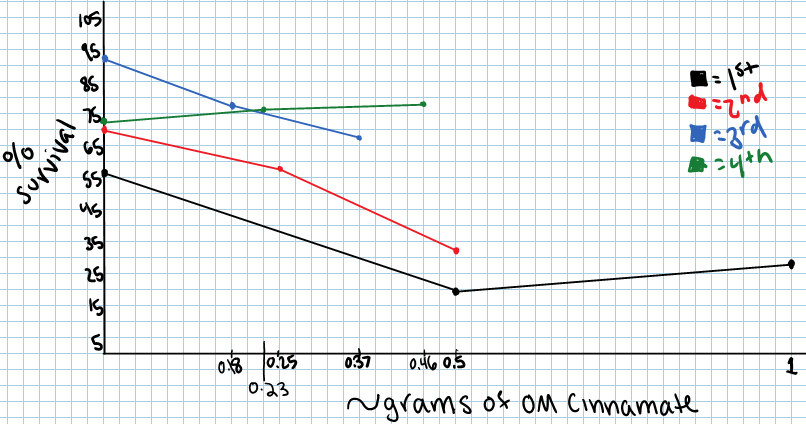 105
95
85
75
65
55
45
35
25
15
5
% survival
■ = 1st
■ = 2nd
■ = 3rd
■ = 4th
0.18 0.25 0.37 0.46 0.5 1
0.23
~grams of OM Cinnamate